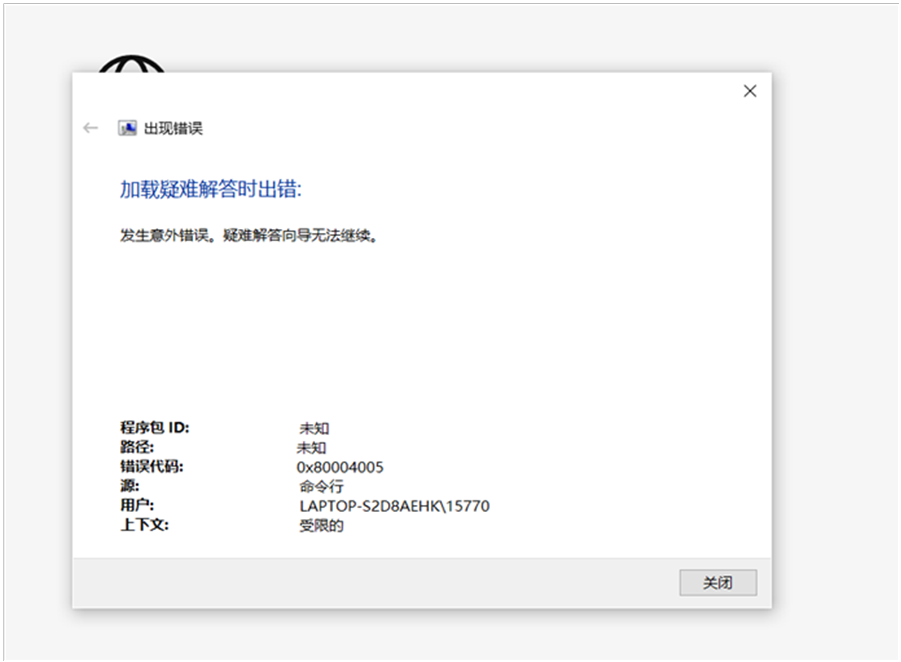 出现错误
加载疑难解答时出错:
发生意外错误。疑难解答向导无法继续。
程序包 ID: 未知
路径: 未知
错误代码: 0x80004005
源: 命令行
用户: LAPTOP-S2D8AEHK\15770
上下文: 受限的
关闭